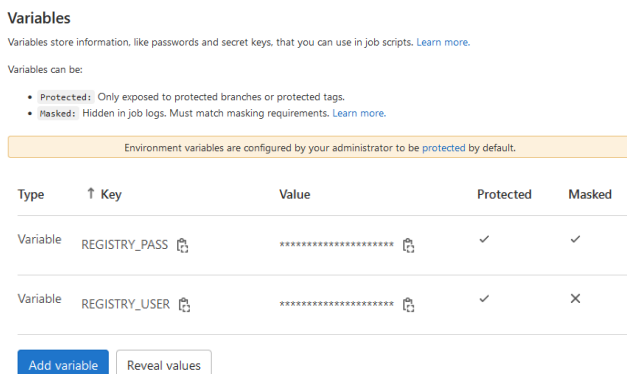 Variables
Variables store information, like passwords and secret keys, that you can use in job scripts. Learn more.
Variables can be:
Protected: Only exposed to protected branches or protected tags.
Masked: Hidden in job logs. Must match masking requirements. Learn more.
Environment variables are configured by your administrator to be protected by default.
Type ↑ Key Value Protected Masked
Variable REGISTRY_PASS ********************* ✓ ✓
Variable REGISTRY_USER ********************* ✓ ✕
Add variable Reveal values